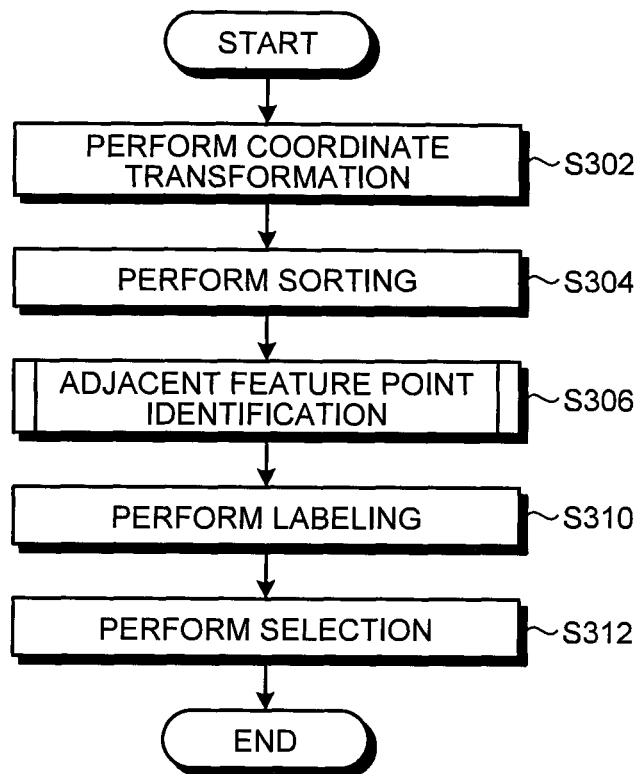 START
PERFORM COORDINATE
TRANSFORMATION
S302
PERFORM SORTING
S304
ADJACENT FEATURE POINT
IDENTIFICATION
S306
PERFORM LABELING
S310
PERFORM SELECTION
S312
END